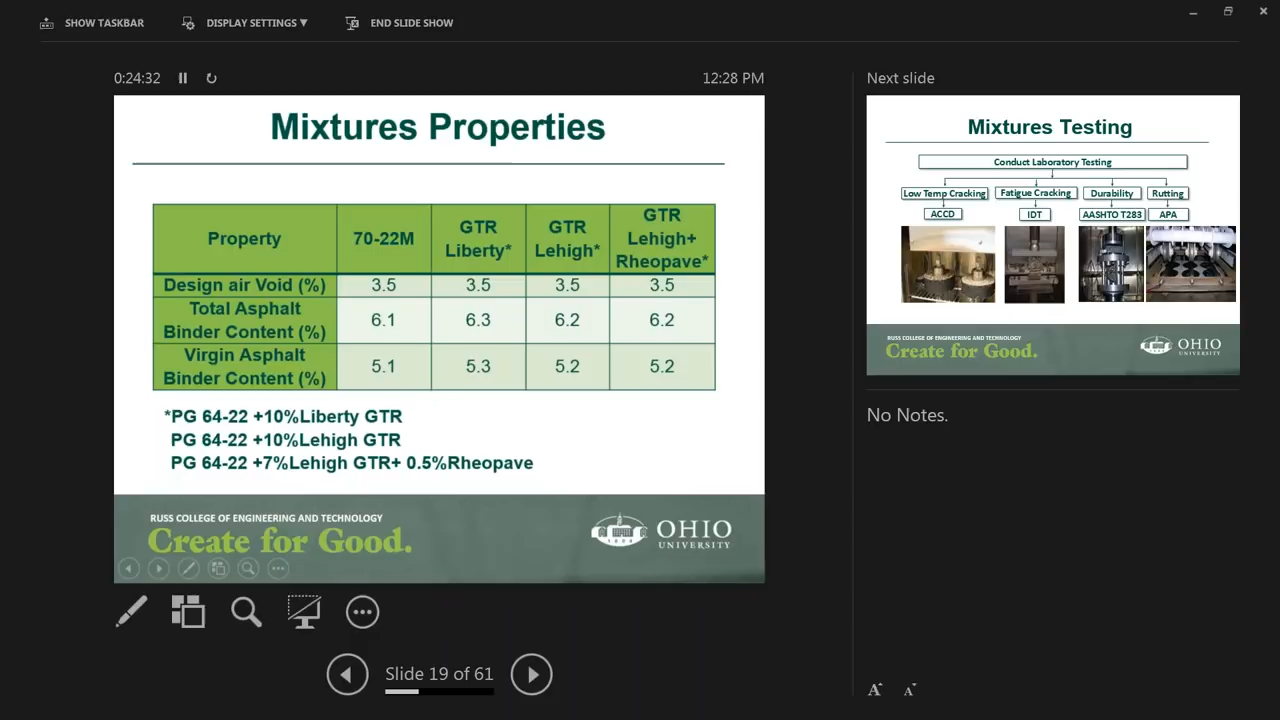 SHOW TASKBAR
DISPLAY SETTINGS ▼
END SLIDE SHOW
0:24:32
12:28 PM
Mixtures Properties
Property
70-22M
GTR
Liberty*
GTR
Lehigh*
GTR
Lehigh+
Rheopave*
Design air Void (%)
3.5
3.5
3.5
3.5
Total Asphalt
Binder Content (%)
6.1
6.3
6.2
6.2
Virgin Asphalt
Binder Content (%)
5.1
5.3
5.2
5.2
*PG 64-22 +10%Liberty GTR
PG 64-22 +10%Lehigh GTR
PG 64-22 +7%Lehigh GTR+ 0.5%Rheopave
RUSS COLLEGE OF ENGINEERING AND TECHNOLOGY
Create for Good.
OHIO
UNIVERSITY
Slide 19 of 61
Next slide
Mixtures Testing
Conduct Laboratory Testing
Low Temp Cracking
Fatigue Cracking
Durability
Rutting
ACCD
IDT
AASHTO T283
APA
RUSS COLLEGE OF ENGINEERING AND TECHNOLOGY
Create for Good.
OHIO
UNIVERSITY
No Notes.
A A